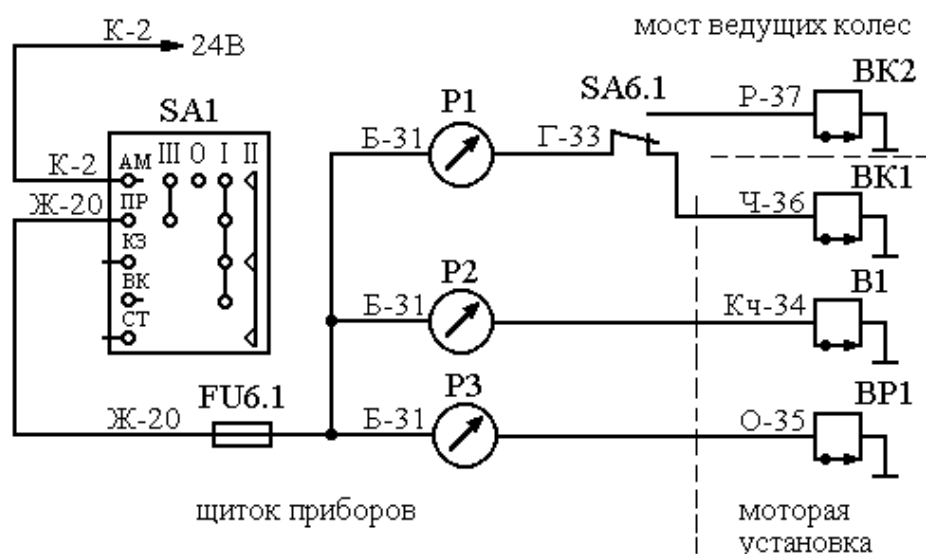 К-2
24В
мост ведущих колес
SA1
К-2
АМ III О I II
Ж-20
ПР
КЗ
ВК
СТ
FU6.1
Ж-20
Б-31
P1
Г-33
SA6.1
Р-37
ВК2
Ч-36
ВК1
Б-31
P2
Кч-34
В1
Б-31
P3
О-35
ВР1
щиток приборов
моторая
установка